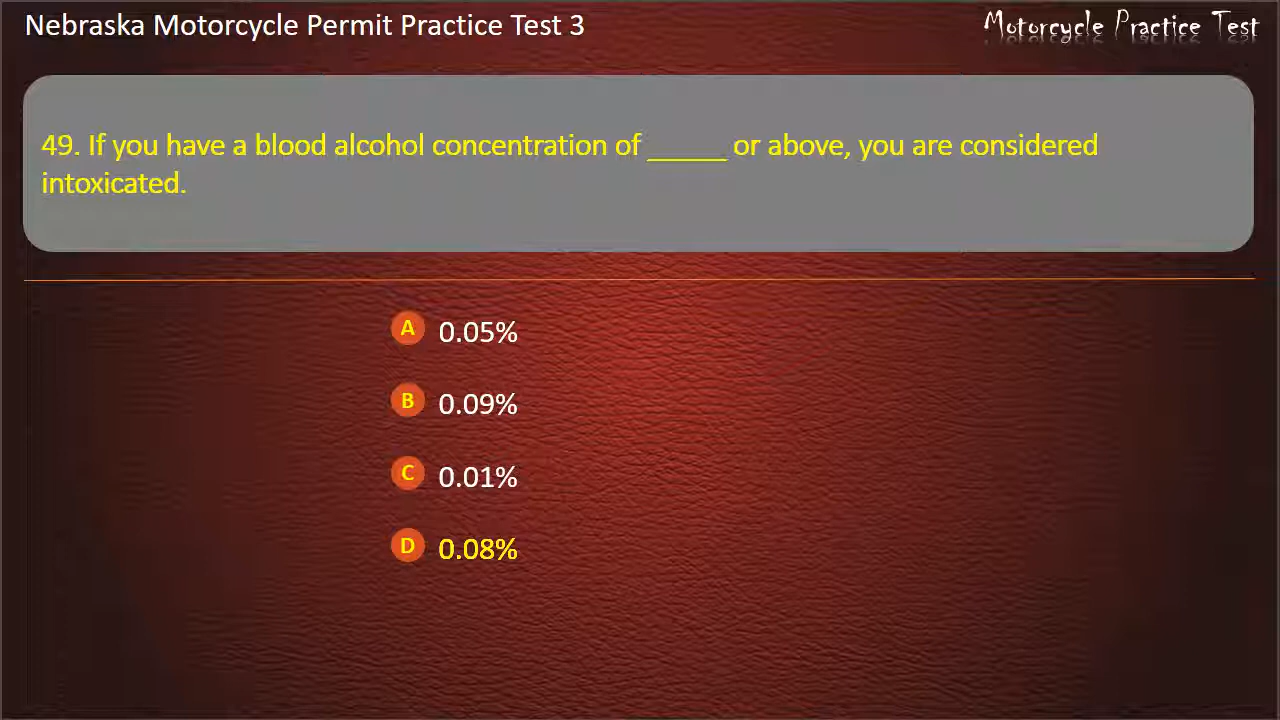 Nebraska Motorcycle Permit Practice Test 3
Motorcycle Practice Test
49. If you have a blood alcohol concentration of _____ or above, you are considered
intoxicated.
A 0.05%
B 0.09%
C 0.01%
D 0.08%